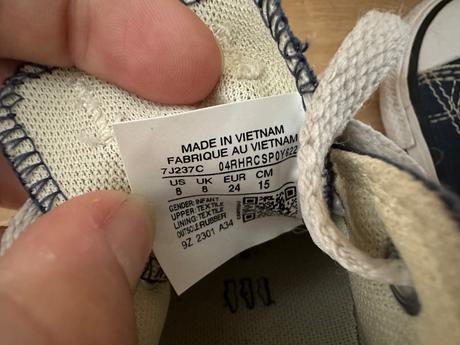 MADE IN VIETNAM
FABRIQUE AU VIETNAM
7J237C 04RHRCSP0Y622
US UK EUR CM
8 8 24 15
GENDER: INFANT
UPPER: TEXTILE
LINING: TEXTILE
OUTSOLE: RUBBER
9Z 2301 A34